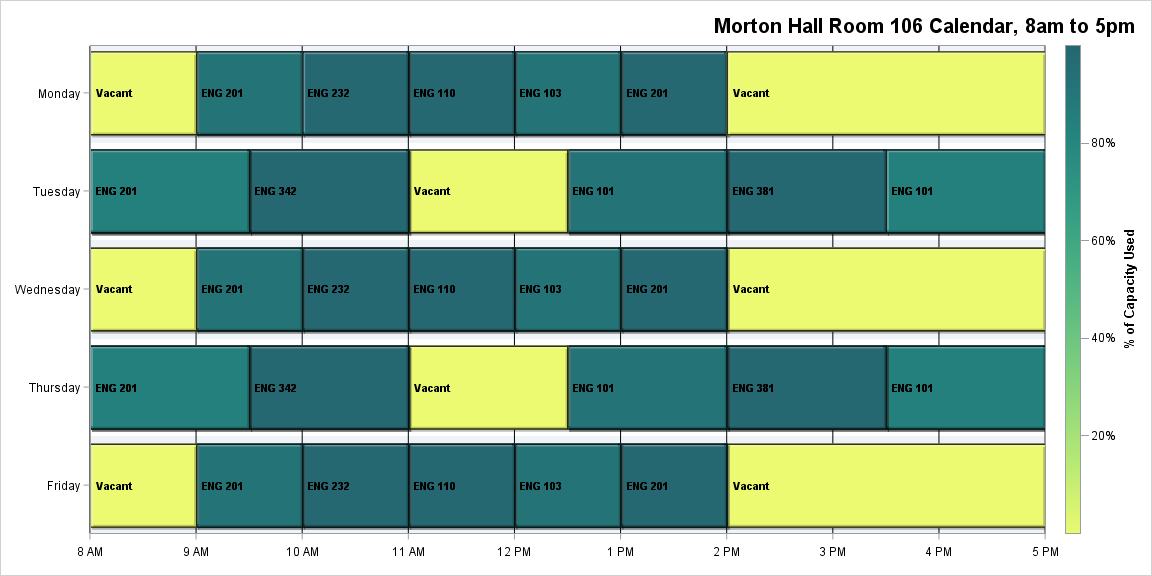 Morton Hall Room 106 Calendar, 8am to 5pm
Monday
Vacant
ENG 201
ENG 232
ENG 110
ENG 103
ENG 201
Vacant
Tuesday
ENG 201
ENG 342
Vacant
ENG 101
ENG 381
ENG 101
Wednesday
Vacant
ENG 201
ENG 232
ENG 110
ENG 103
ENG 201
Vacant
Thursday
ENG 201
ENG 342
Vacant
ENG 101
ENG 381
ENG 101
Friday
Vacant
ENG 201
ENG 232
ENG 110
ENG 103
ENG 201
Vacant
8 AM
9 AM
10 AM
11 AM
12 PM
1 PM
2 PM
3 PM
4 PM
5 PM
80%
60%
40%
20%
% of Capacity Used